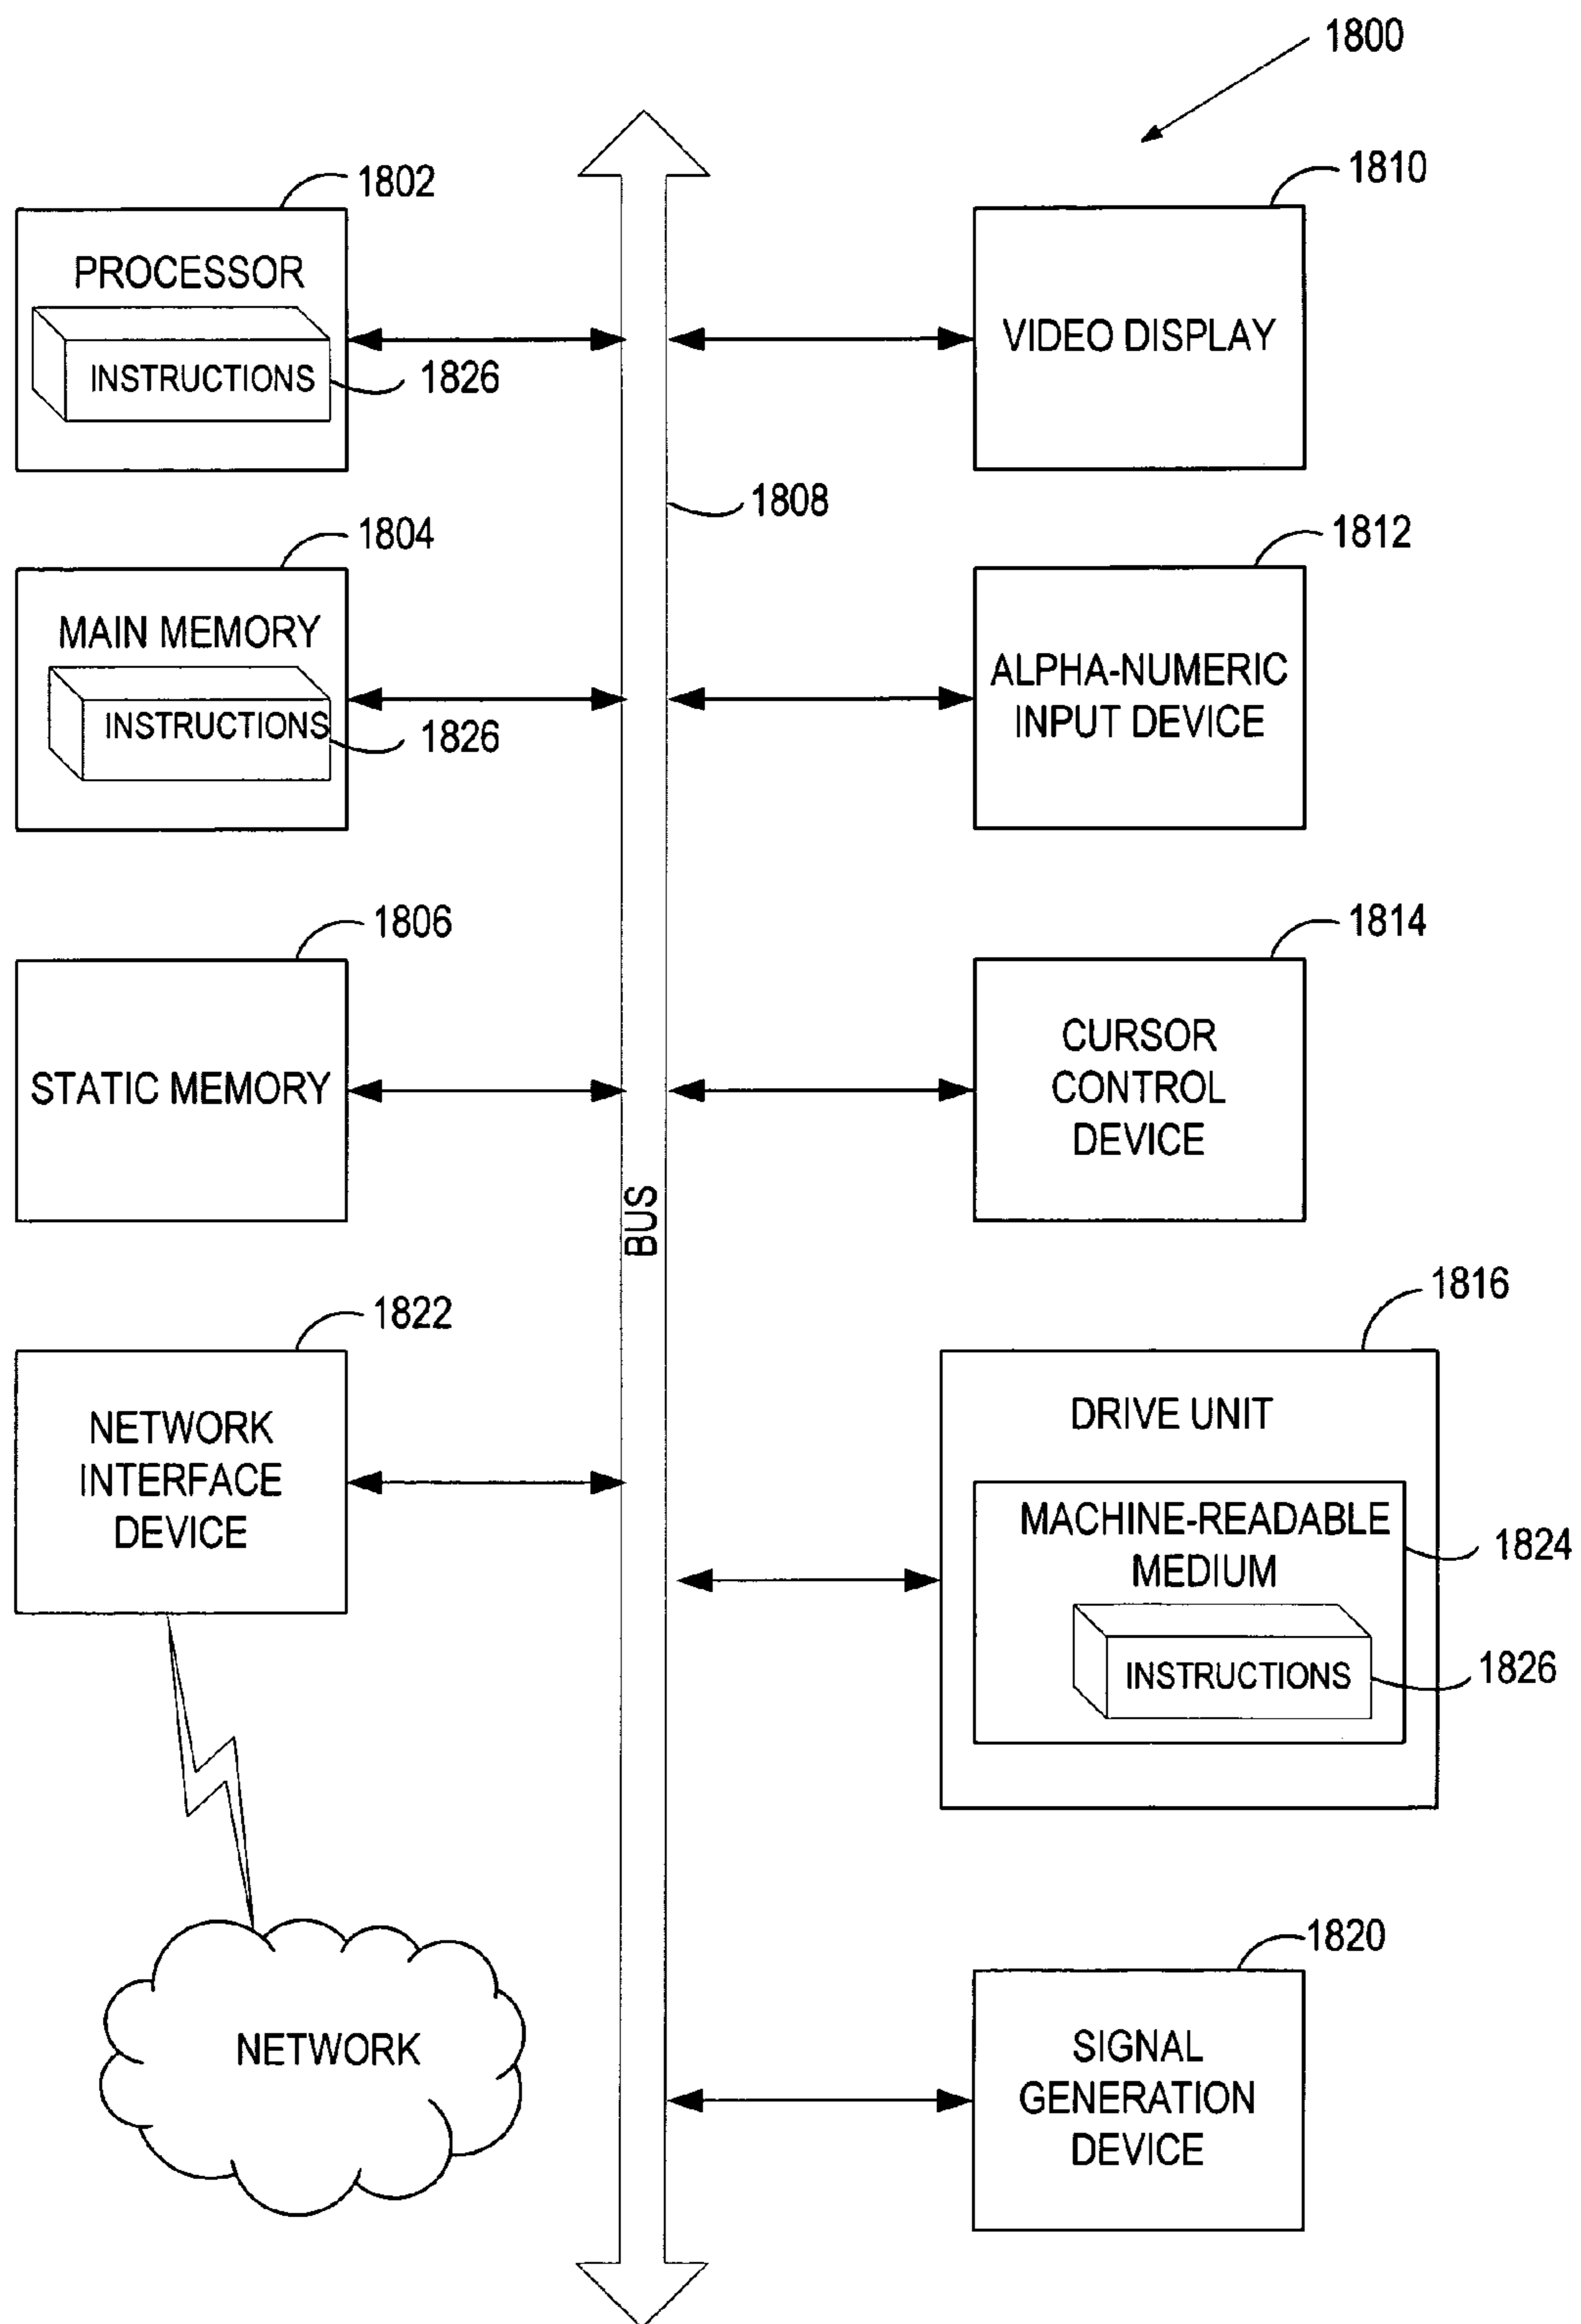 1800
1802
PROCESSOR
INSTRUCTIONS
1826
1810
VIDEO DISPLAY
1808
1804
MAIN MEMORY
INSTRUCTIONS
1826
1812
ALPHA-NUMERIC
INPUT DEVICE
1806
STATIC MEMORY
1814
CURSOR
CONTROL
DEVICE
BUS
1822
NETWORK
INTERFACE
DEVICE
1816
DRIVE UNIT
MACHINE-READABLE
MEDIUM
1824
INSTRUCTIONS
1826
NETWORK
1820
SIGNAL
GENERATION
DEVICE